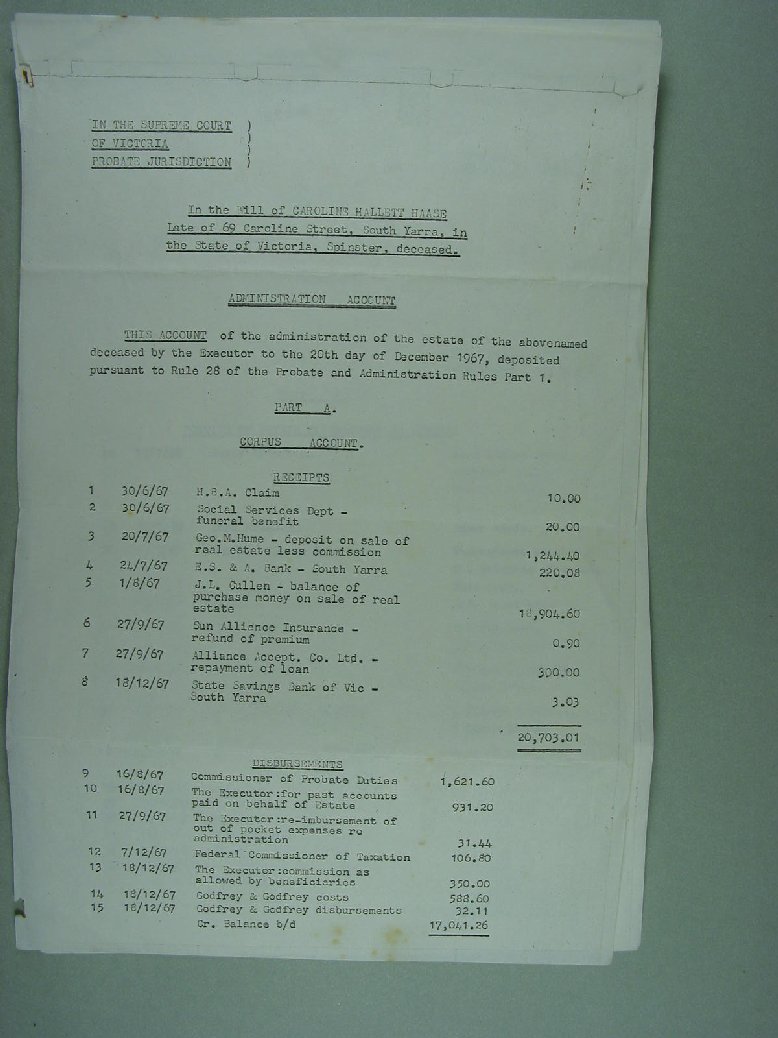 IN THE SUPREME COURT )
OF VICTORIA )
PROBATE JURISDICTION )
In the Will of CAROLINE HALLETT HAASE
Late of 69 Caroline Street, South Yarra, in
the State of Victoria, Spinster, deceased.
ADMINISTRATION ACCOUNT
THIS ACCOUNT of the administration of the estate of the abovenamed
deceased by the Executor to the 20th day of December 1967, deposited
pursuant to Rule 28 of the Probate and Administration Rules Part 1.
PART A.
CORPUS ACCOUNT.
RECEIPTS
1 30/6/67 H.B.A. Claim 10.00
2 30/6/67 Social Services Dept -
funeral benefit 20.00
3 20/7/67 Geo.M.Hume - deposit on sale of
real estate less commission 1,244.40
4 24/7/67 E.S. & A. Bank - South Yarra 220.08
5 1/8/67 J.L. Cullen - balance of
purchase money on sale of real
estate 18,904.60
6 27/9/67 Sun Alliance Insurance -
refund of premium 0.90
7 27/9/67 Alliance Accept. Co. Ltd. -
repayment of loan 300.00
8 18/12/67 State Savings Bank of Vic -
South Yarra 3.03
20,703.01
DISBURSEMENTS
9 16/8/67 Commissioner of Probate Duties 1,621.60
10 16/8/67 The Executor:for past accounts
paid on behalf of Estate 931.20
11 27/9/67 The Executor:re-imbursement of
out of pocket expenses re
administration 31.44
12 7/12/67 Federal Commissioner of Taxation 106.80
13 18/12/67 The Executor:commission as
allowed by beneficiaries 350.00
14 18/12/67 Godfrey & Godfrey costs 588.60
15 18/12/67 Godfrey & Godfrey disbursements 32.11
Cr. Balance b/d 17,041.26